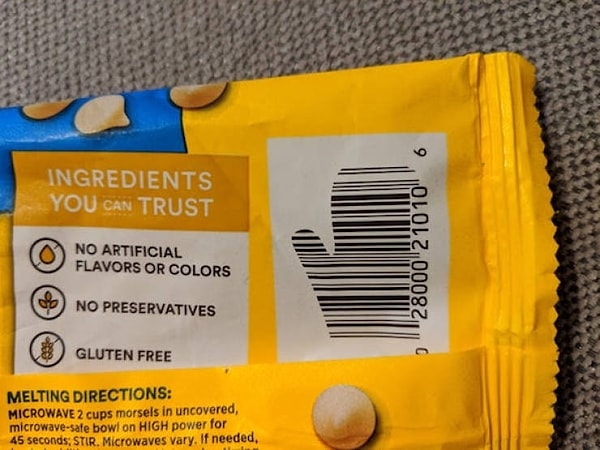 INGREDIENTS
YOU CAN TRUST
NO ARTIFICIAL
FLAVORS OR COLORS
NO PRESERVATIVES
GLUTEN FREE
0 28000 21010 6
MELTING DIRECTIONS:
MICROWAVE 2 cups morsels in uncovered,
microwave-safe bowl on HIGH power for
45 seconds; STIR. Microwaves vary. If needed,